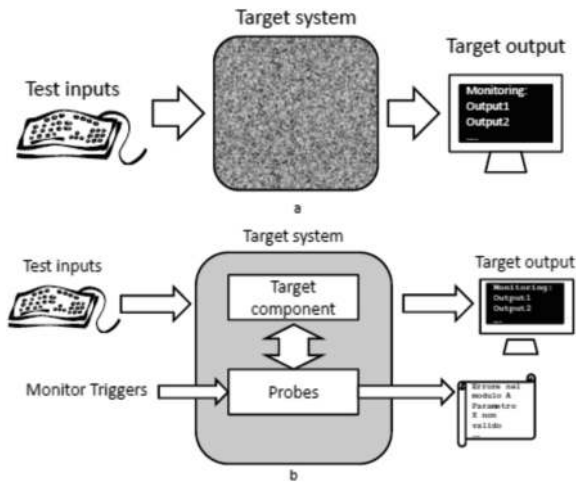 Target system
Target output
Test inputs
Monitoring:
Output1
Output2
...
a
Target system
Test inputs
Target output
Target
component
Monitoring:
Output1
Output2
...
Monitor Triggers
Probes
Errore nel
modulo A
Parametro
X non
valido
...
b